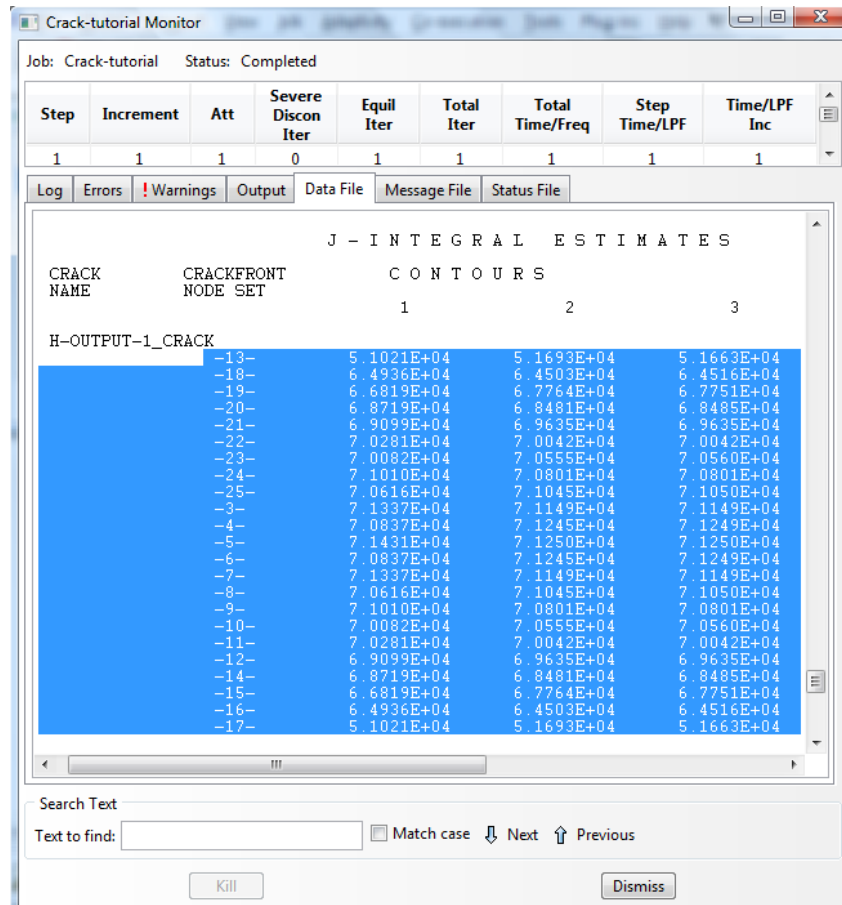 Crack-tutorial Monitor
Job: Crack-tutorial Status: Completed
Step Increment Att Severe Discon Iter Equil Iter Total Iter Total Time/Freq Step Time/LPF Time/LPF Inc
1 1 1 0 1 1 1 1 1
Log Errors ! Warnings Output Data File Message File Status File
J - I N T E G R A L   E S T I M A T E S
CRACK CRACKFRONT C O N T O U R S
NAME NODE SET
1 2 3
H-OUTPUT-1_CRACK
-13- 5.1021E+04 5.1693E+04 5.1663E+04
-18- 6.4936E+04 6.4503E+04 6.4516E+04
-19- 6.6819E+04 6.7764E+04 6.7751E+04
-20- 6.8719E+04 6.8481E+04 6.8485E+04
-21- 6.9099E+04 6.9635E+04 6.9635E+04
-22- 7.0281E+04 7.0042E+04 7.0042E+04
-23- 7.0082E+04 7.0555E+04 7.0560E+04
-24- 7.1010E+04 7.0801E+04 7.0801E+04
-25- 7.0616E+04 7.1045E+04 7.1050E+04
-3- 7.1337E+04 7.1149E+04 7.1149E+04
-4- 7.0837E+04 7.1245E+04 7.1249E+04
-5- 7.1431E+04 7.1250E+04 7.1250E+04
-6- 7.0837E+04 7.1245E+04 7.1249E+04
-7- 7.1337E+04 7.1149E+04 7.1149E+04
-8- 7.0616E+04 7.1045E+04 7.1050E+04
-9- 7.1010E+04 7.0801E+04 7.0801E+04
-10- 7.0082E+04 7.0555E+04 7.0560E+04
-11- 7.0281E+04 7.0042E+04 7.0042E+04
-12- 6.9099E+04 6.9635E+04 6.9635E+04
-14- 6.8719E+04 6.8481E+04 6.8485E+04
-15- 6.6819E+04 6.7764E+04 6.7751E+04
-16- 6.4936E+04 6.4503E+04 6.4516E+04
-17- 5.1021E+04 5.1693E+04 5.1663E+04
Search Text
Text to find: Match case Next Previous
Kill Dismiss